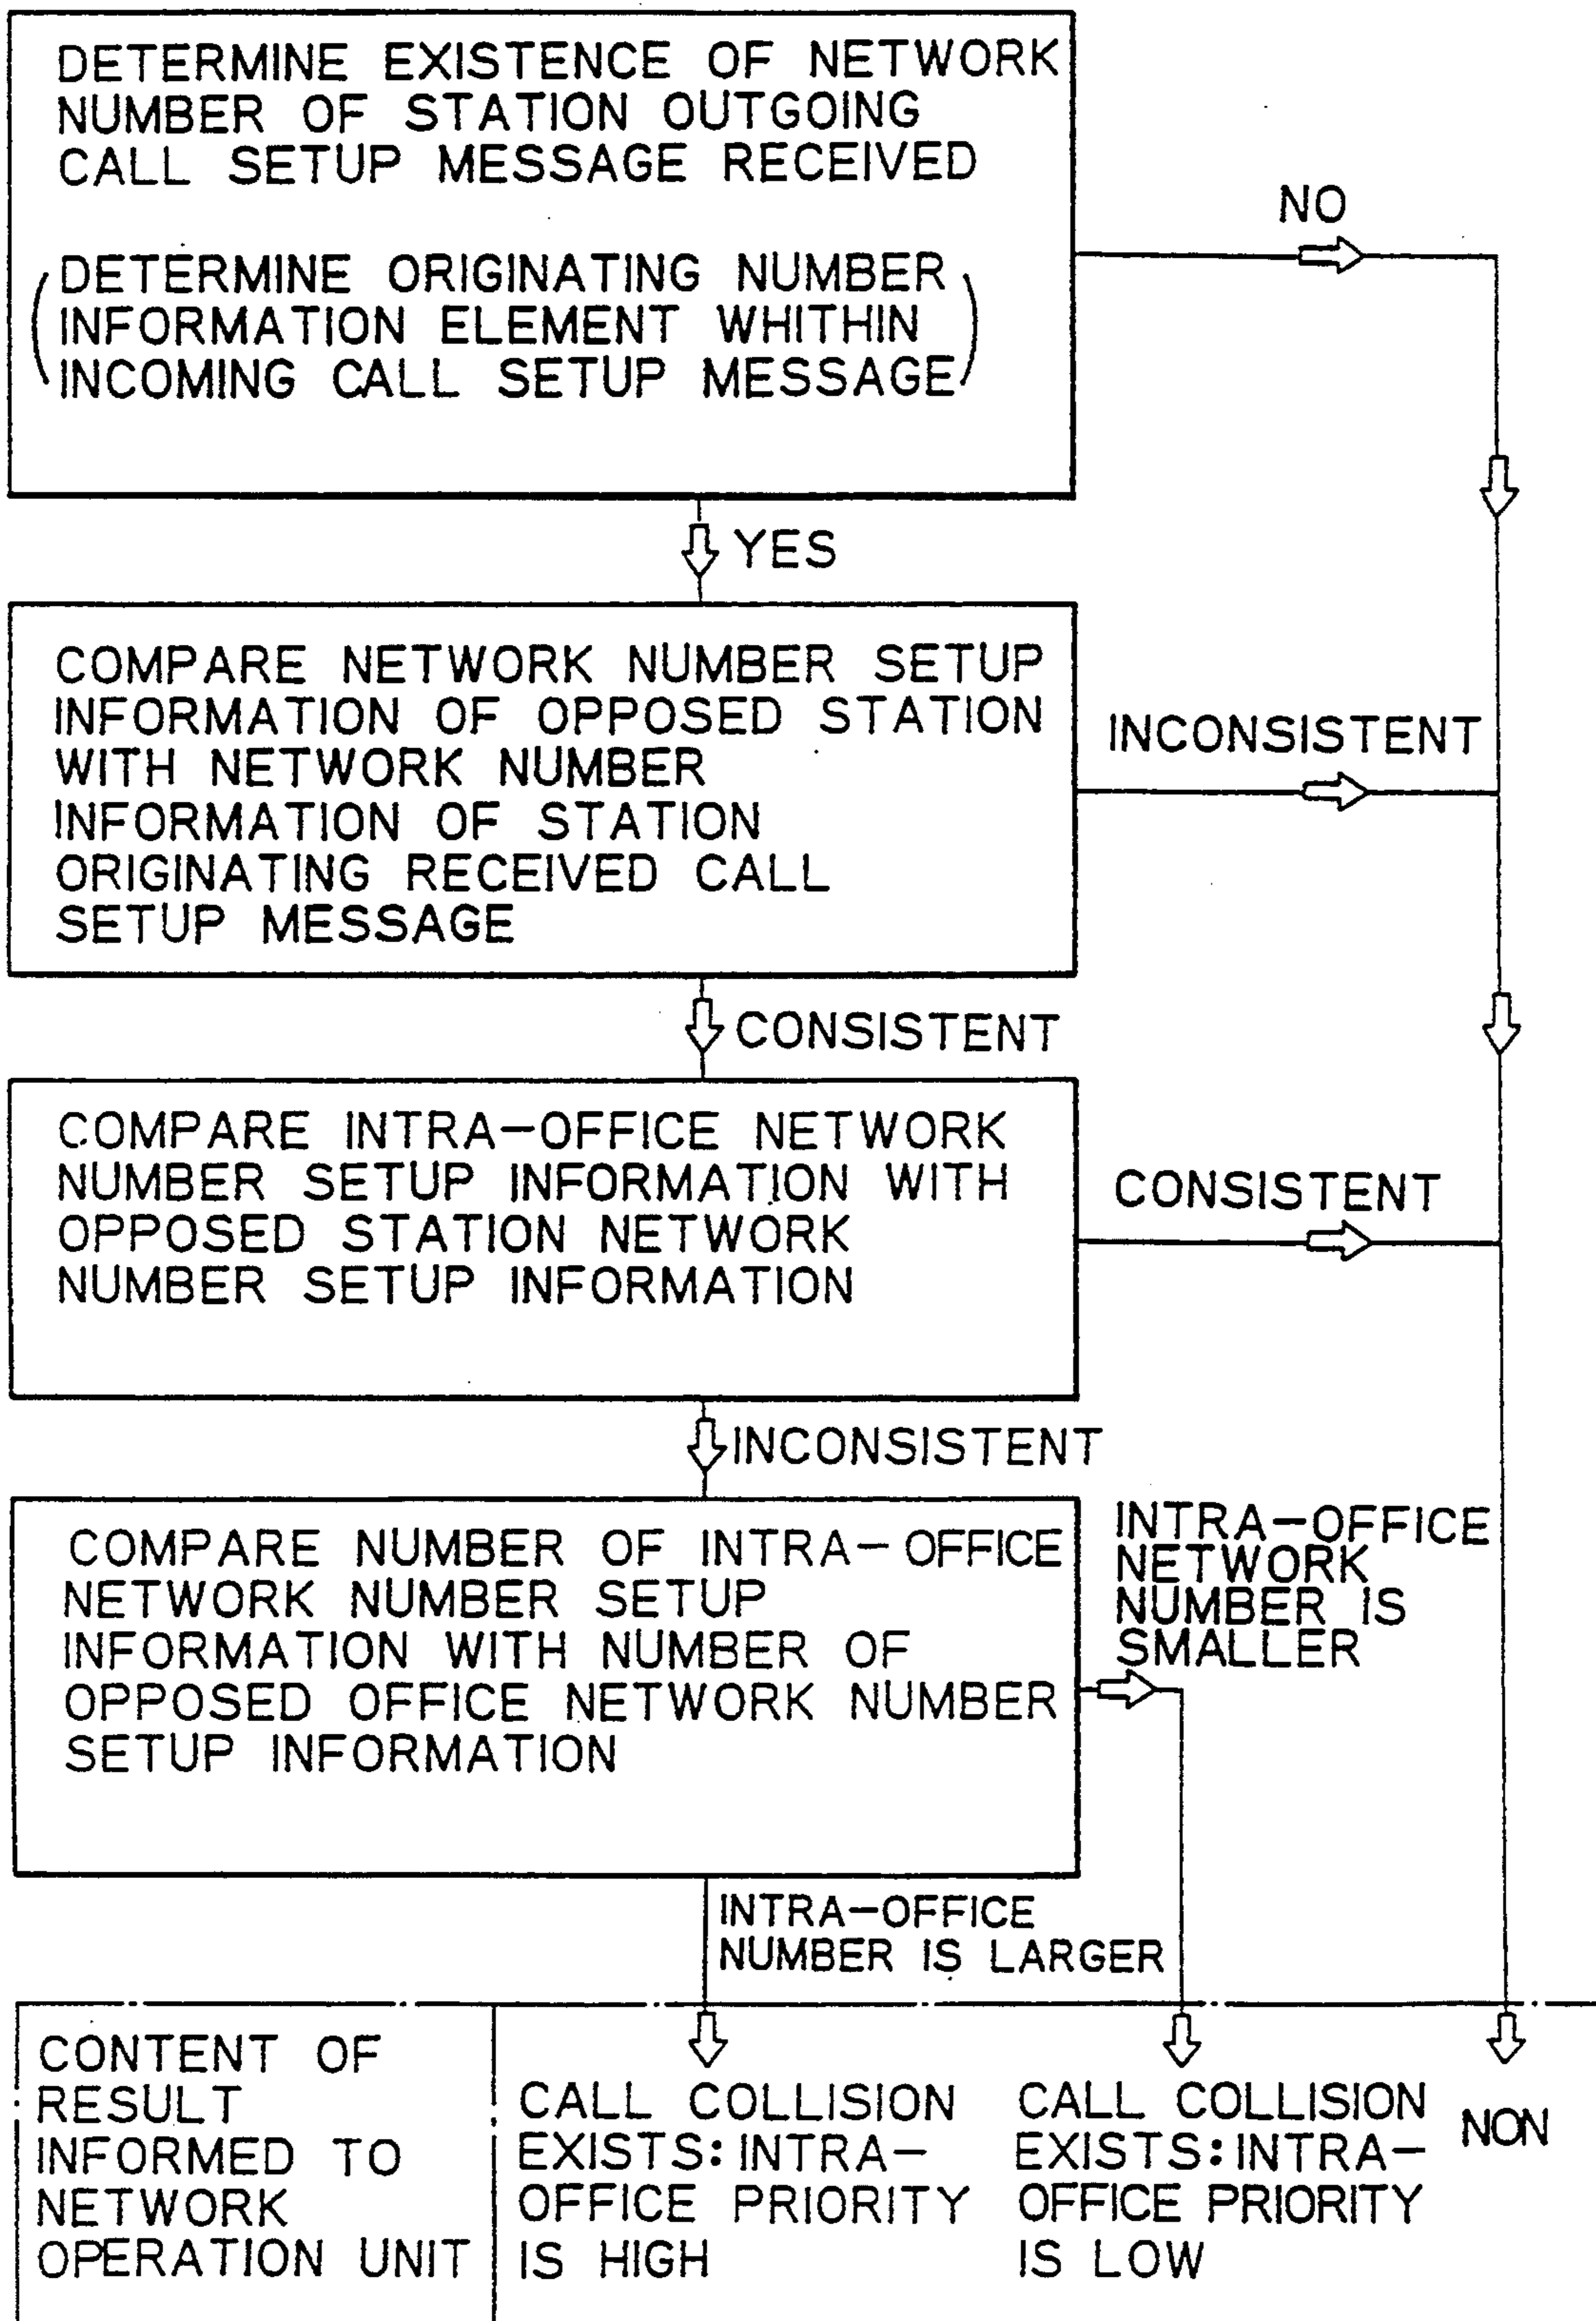 DETERMINE EXISTENCE OF NETWORK
NUMBER OF STATION OUTGOING
CALL SETUP MESSAGE RECEIVED
(DETERMINE ORIGINATING NUMBER
INFORMATION ELEMENT WHITHIN
INCOMING CALL SETUP MESSAGE)
NO
YES
COMPARE NETWORK NUMBER SETUP
INFORMATION OF OPPOSED STATION
WITH NETWORK NUMBER
INFORMATION OF STATION
ORIGINATING RECEIVED CALL
SETUP MESSAGE
INCONSISTENT
CONSISTENT
COMPARE INTRA-OFFICE NETWORK
NUMBER SETUP INFORMATION WITH
OPPOSED STATION NETWORK
NUMBER SETUP INFORMATION
CONSISTENT
INCONSISTENT
COMPARE NUMBER OF INTRA-OFFICE
NETWORK NUMBER SETUP
INFORMATION WITH NUMBER OF
OPPOSED OFFICE NETWORK NUMBER
SETUP INFORMATION
INTRA-OFFICE
NETWORK
NUMBER IS
SMALLER
INTRA-OFFICE
NUMBER IS LARGER
CONTENT OF
RESULT
INFORMED TO
NETWORK
OPERATION UNIT
CALL COLLISION
EXISTS: INTRA-
OFFICE PRIORITY
IS HIGH
CALL COLLISION
EXISTS: INTRA-
OFFICE PRIORITY
IS LOW
NON